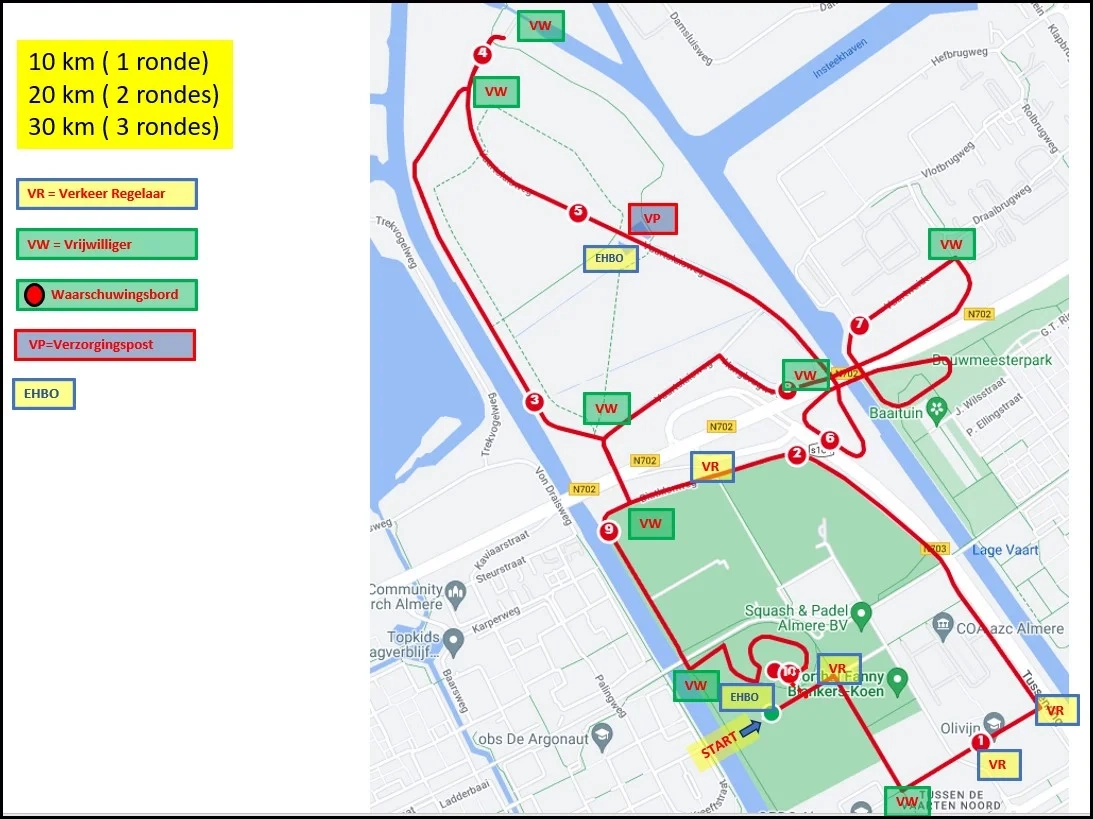 10 km ( 1 ronde)
20 km ( 2 rondes)
30 km ( 3 rondes)
VR = Verkeer Regelaar
VW = Vrijwilliger
Waarschuwingsbord
VP=Verzorgingspost
EHBO
VW
4
VW
Damsluisweg
Insteekhaven
Hefbrugweg
Rolbrugweg
Vlotbrugweg
Draaibrugweg
5
VP
EHBO
VW
Trekvogelweg
7
N702
G.T. Ri
Bouwmeesterpark
J. Wilsstraat
P. Ellingstraat
Baaituin
VW
N702
3
VW
6
2
N702
N702
VR
N702
Trekvogelweg
Von Draisweg
VW
9
N703
Lage Vaart
Kaviaarstraat
Steurstraat
Karperweg
Community
rch Almere
Topkids
agverblijf...
Baarsweg
Palingweg
Squash & Padel
Almere BV
COA azc Almere
10
VR
orthal Fanny
Blankers-Koen
VW
EHBO
START
VR
Olivijn
1
VR
obs De Argonaut
Ladderbaai
VW
TUSSEN DE
VAARTEN NOORD